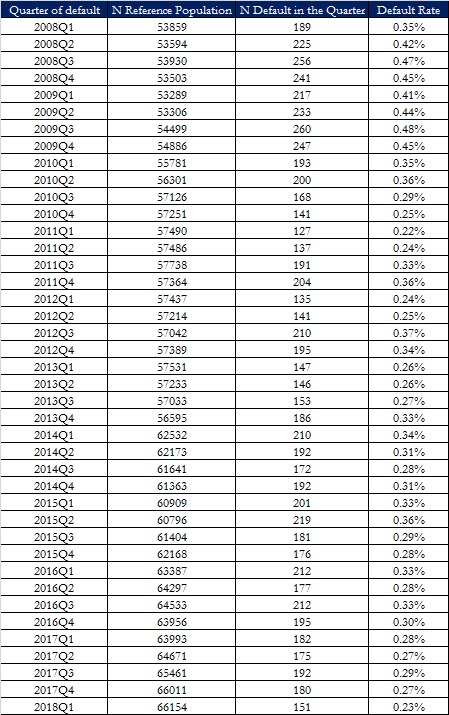 Quarter of default N Reference Population N Default in the Quarter Default Rate
2008Q1 53859 189 0.35%
2008Q2 53594 225 0.42%
2008Q3 53930 256 0.47%
2008Q4 53503 241 0.45%
2009Q1 53289 217 0.41%
2009Q2 53306 233 0.44%
2009Q3 54499 260 0.48%
2009Q4 54886 247 0.45%
2010Q1 55781 193 0.35%
2010Q2 56301 200 0.36%
2010Q3 57126 168 0.29%
2010Q4 57251 141 0.25%
2011Q1 57490 127 0.22%
2011Q2 57486 137 0.24%
2011Q3 57738 191 0.33%
2011Q4 57364 204 0.36%
2012Q1 57437 135 0.24%
2012Q2 57214 141 0.25%
2012Q3 57042 210 0.37%
2012Q4 57389 195 0.34%
2013Q1 57531 147 0.26%
2013Q2 57233 146 0.26%
2013Q3 57033 153 0.27%
2013Q4 56595 186 0.33%
2014Q1 62532 210 0.34%
2014Q2 62173 192 0.31%
2014Q3 61641 172 0.28%
2014Q4 61363 192 0.31%
2015Q1 60909 201 0.33%
2015Q2 60796 219 0.36%
2015Q3 61404 181 0.29%
2015Q4 62168 176 0.28%
2016Q1 63387 212 0.33%
2016Q2 64297 177 0.28%
2016Q3 64533 212 0.33%
2016Q4 63956 195 0.30%
2017Q1 63993 182 0.28%
2017Q2 64671 175 0.27%
2017Q3 65461 192 0.29%
2017Q4 66011 180 0.27%
2018Q1 66154 151 0.23%